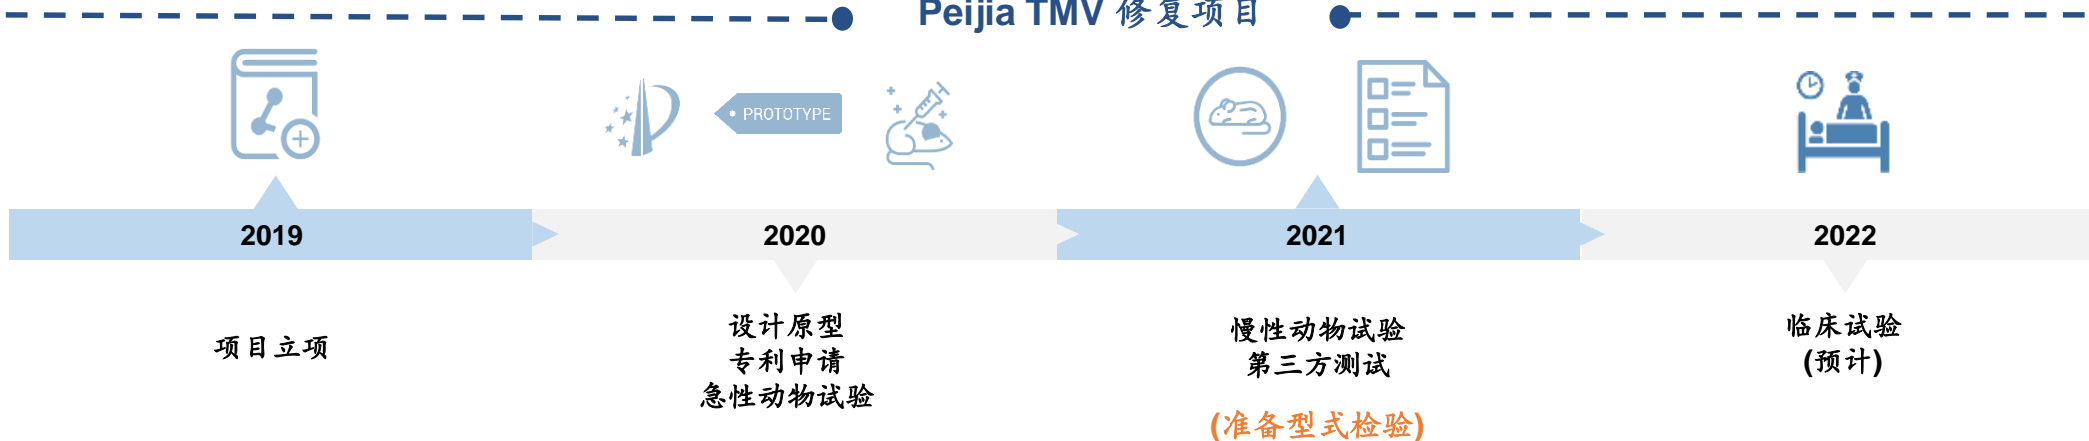 Peijia TMV 修复项目
PROTOTYPE
2019
2020
2021
2022
项目立项
设计原型
专利申请
急性动物试验
慢性动物试验
第三方测试
(准备型式检验)
临床试验
(预计)